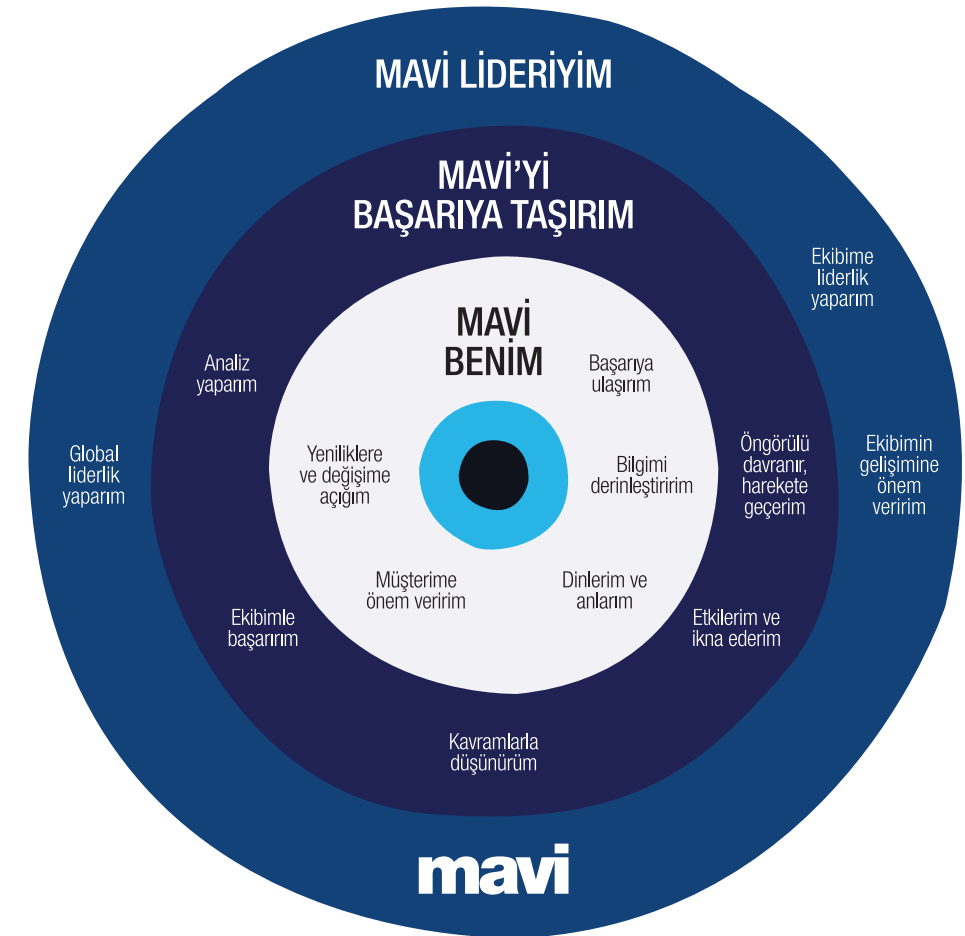 MAVİ LİDERİYİM
MAVİ'Yİ
BAŞARIYA TAŞIRIM
MAVİ
BENİM
Ekibime
liderlik
yaparım
Analiz
yaparım
Başarıya
ulaşırım
Global
liderlik
yaparım
Yeniliklere
ve değişime
açığım
Bilgimi
derinleştiririm
Öngörülü
davranır,
harekete
geçerim
Ekibimin
gelişimine
önem
veririm
Müşterime
önem veririm
Dinlerim ve
anlarım
Ekibimle
başarırım
Etkilerim ve
ikna ederim
Kavramlarla
düşünürüm
mavi